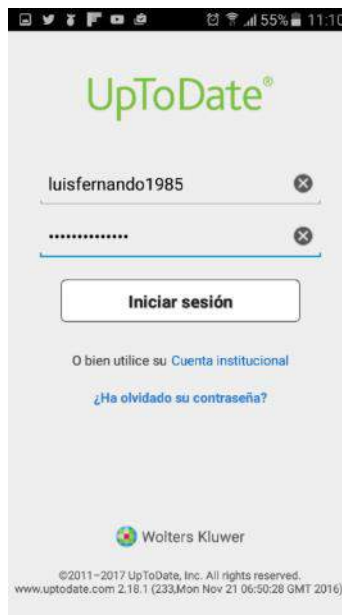 55% 11:10
UpToDate®
luisfernando1985
••••••••••••••
Iniciar sesión
O bien utilice su Cuenta institucional
¿Ha olvidado su contraseña?
Wolters Kluwer
©2011-2017 UpToDate, Inc. All rights reserved.
www.uptodate.com 2.18.1 (233,Mon Nov 21 06:50:28 GMT 2016)